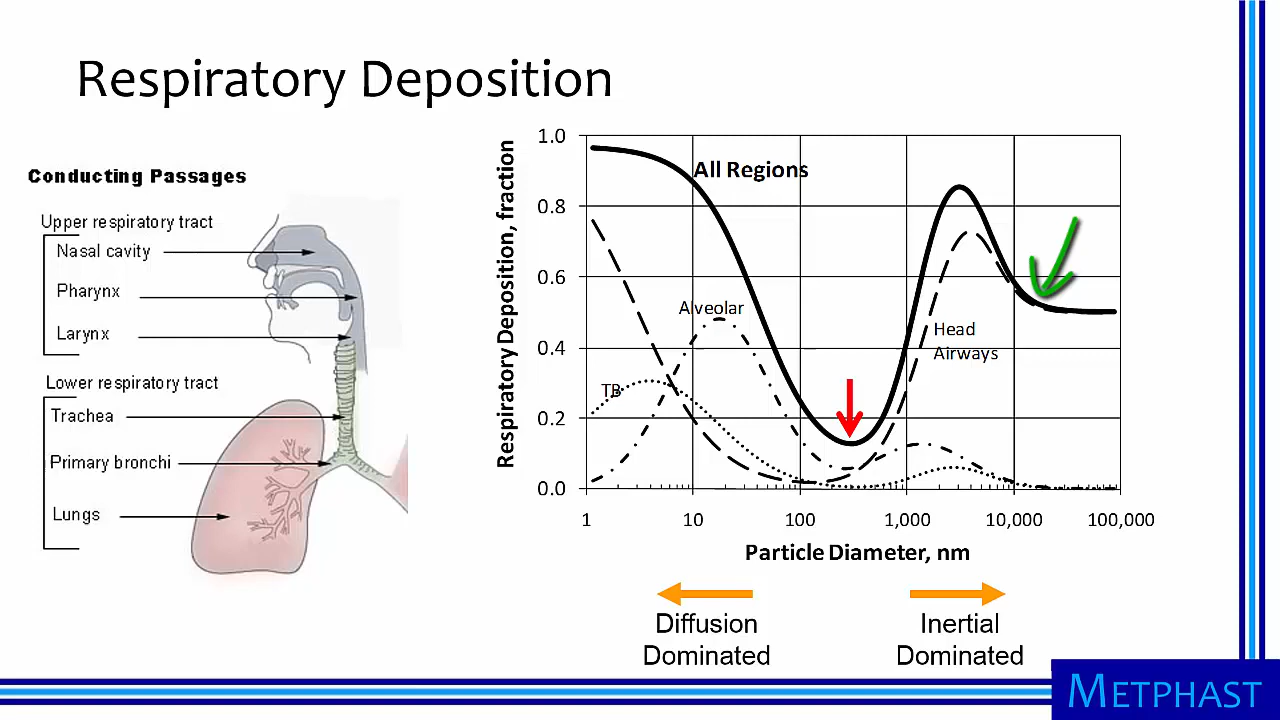 Respiratory Deposition
Conducting Passages
Upper respiratory tract
Nasal cavity
Pharynx
Larynx
Lower respiratory tract
Trachea
Primary bronchi
Lungs
Respiratory Deposition, fraction
1.0
0.8
0.6
0.4
0.2
0.0
All Regions
Alveolar
TB
Head
Airways
1 10 100 1,000 10,000 100,000
Particle Diameter, nm
Diffusion
Dominated
Inertial
Dominated
METPHAST